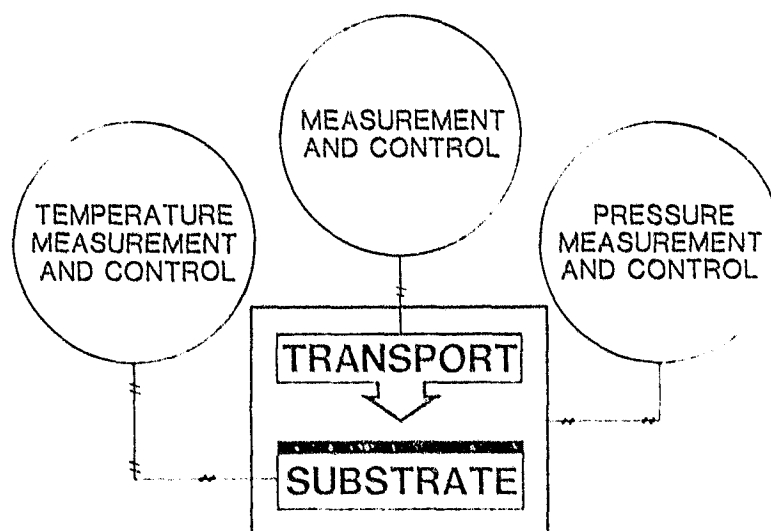 MEASUREMENT
AND CONTROL
TEMPERATURE
MEASUREMENT
AND CONTROL
PRESSURE
MEASUREMENT
AND CONTROL
TRANSPORT
SUBSTRATE